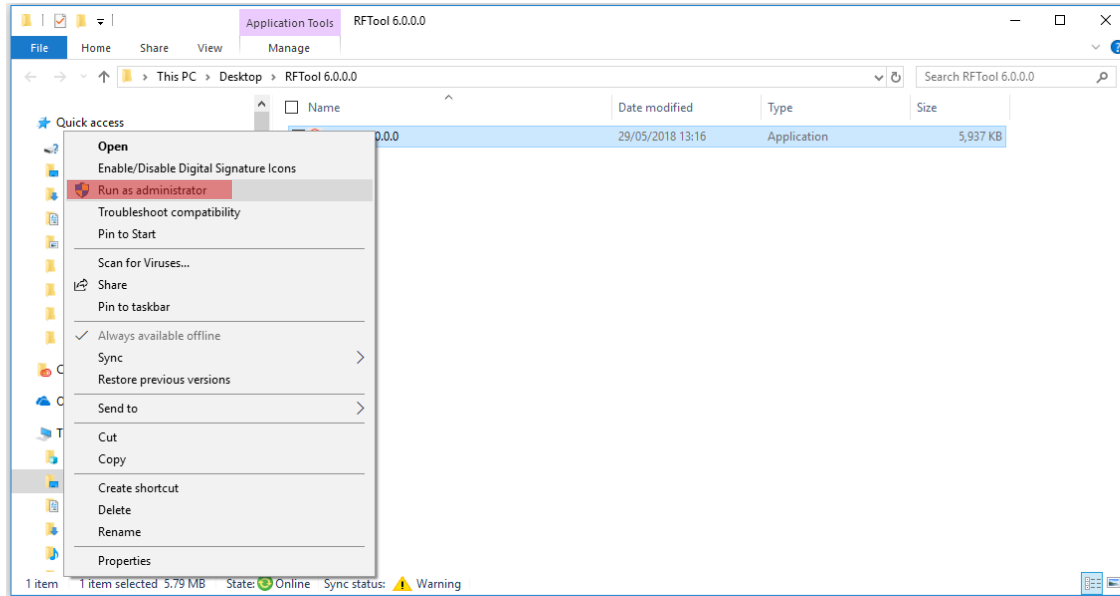 Application Tools RFTool 6.0.0.0
File Home Share View Manage
This PC > Desktop > RFTool 6.0.0.0 Search RFTool 6.0.0.0
Name Date modified Type Size
Quick access
0.0.0 29/05/2018 13:16 Application 5,937 KB
Open
Enable/Disable Digital Signature Icons
Run as administrator
Troubleshoot compatibility
Pin to Start
Scan for Viruses...
Share
Pin to taskbar
Always available offline
Sync
Restore previous versions
Send to
Cut
Copy
Create shortcut
Delete
Rename
Properties
1 item 1 item selected 5.79 MB State: Online Sync status: Warning